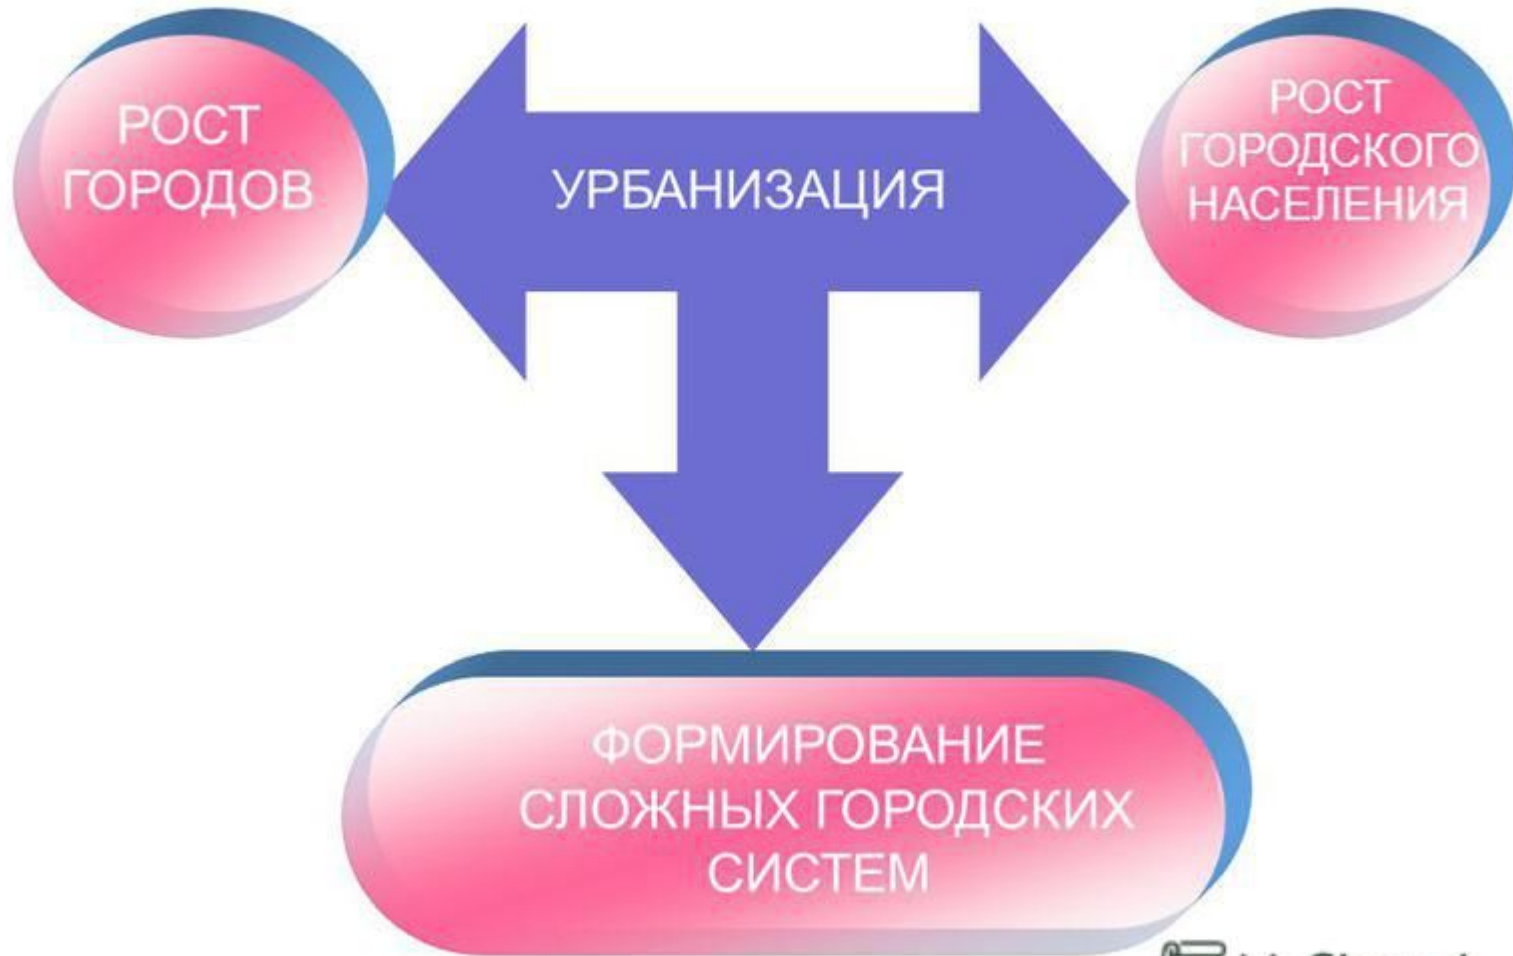 РОСТ
ГОРОДОВ
УРБАНИЗАЦИЯ
РОСТ
ГОРОДСКОГО
НАСЕЛЕНИЯ
ФОРМИРОВАНИЕ
СЛОЖНЫХ ГОРОДСКИХ
СИСТЕМ